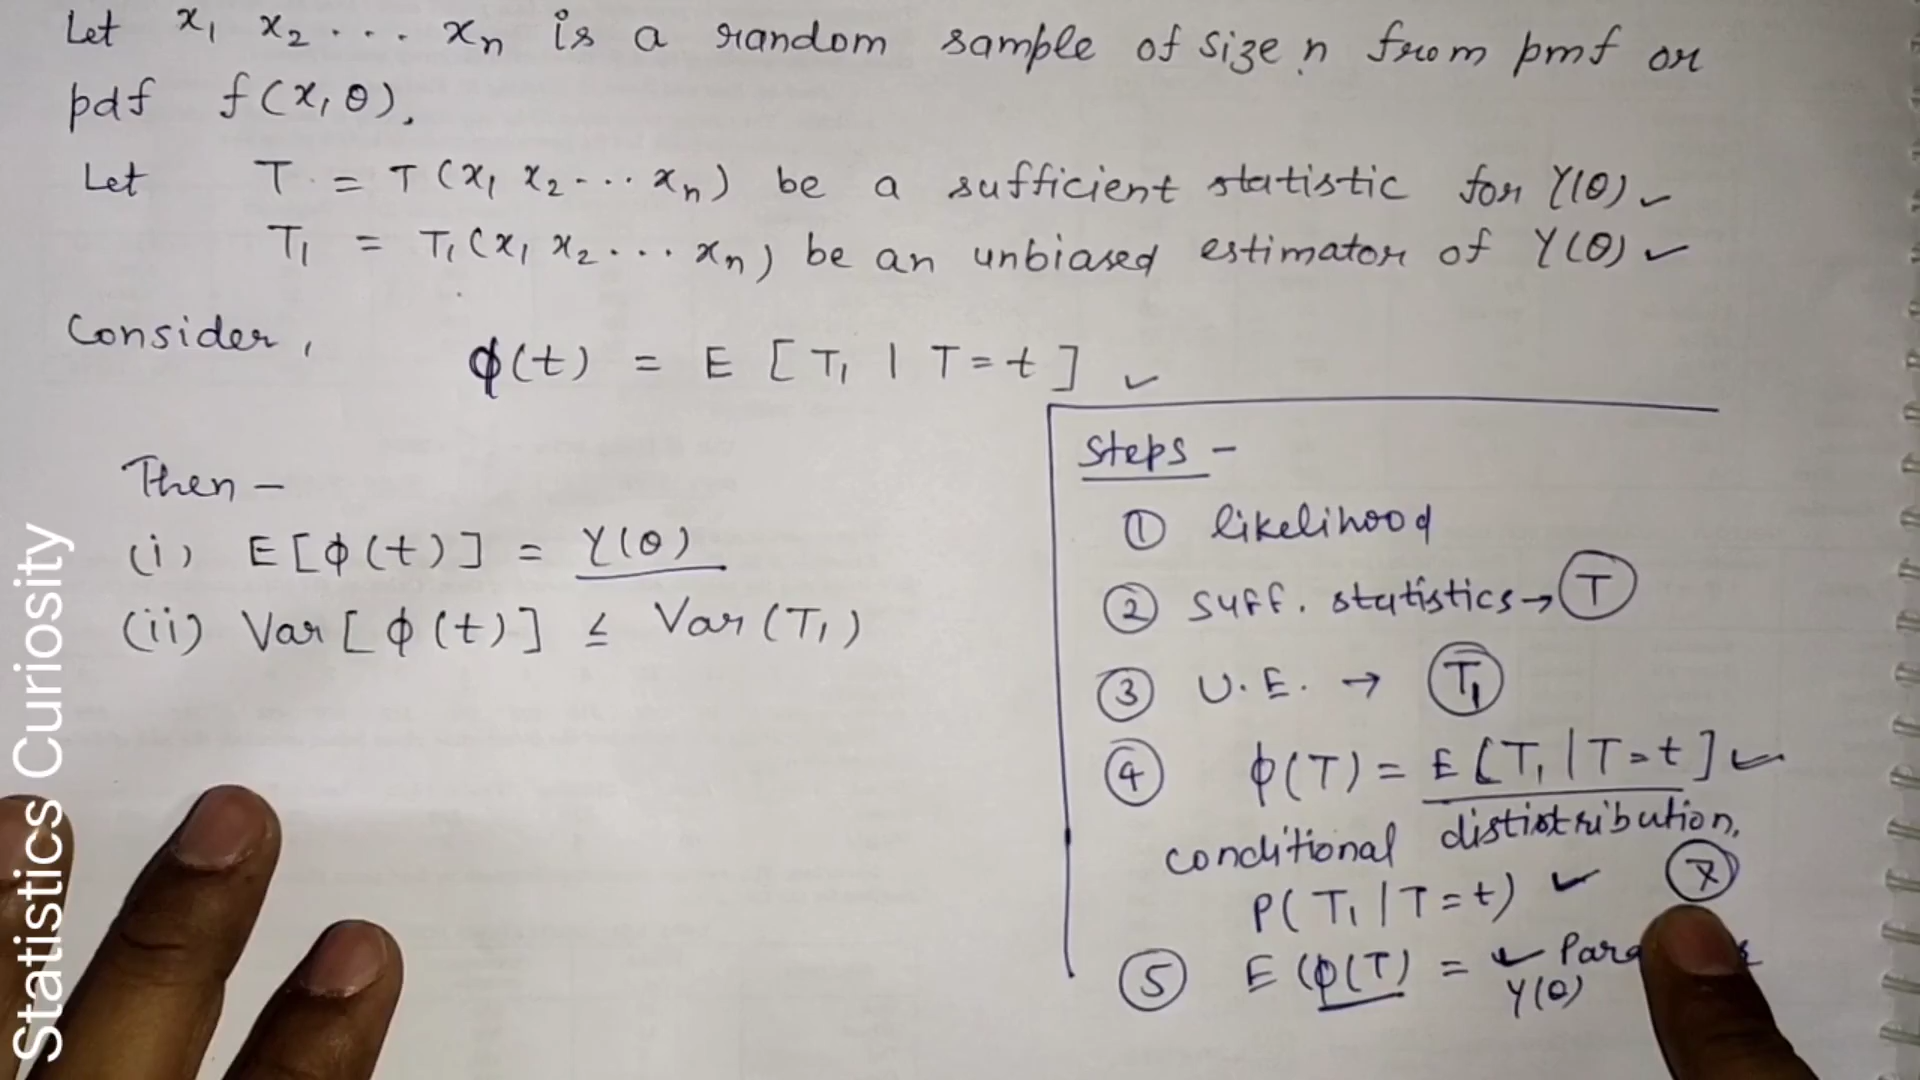 Let x₁ x₂ ... xₙ is a random sample of size n from pmf or
pdf f(x, θ).
Let T = T(x₁ x₂ ... xₙ) be a sufficient statistic for Y(θ) ✓
T₁ = T₁(x₁ x₂ ... xₙ) be an unbiased estimator of Y(θ) ✓
Consider, ϕ(t) = E [T₁ | T = t] ✓
Then –
(i) E[ϕ(t)] = Y(θ)
(ii) Var[ϕ(t)] ≤ Var(T₁)
Steps –
① likelihood
② suff. statistics → T
③ U.E. → T₁
④ ϕ(T) = E[T₁ | T = t] ✓
conditional dististribution,
P(T₁ | T = t) ✓
⑤ E(ϕ(T) = ✓
Y(θ)
Statistics Curiosity